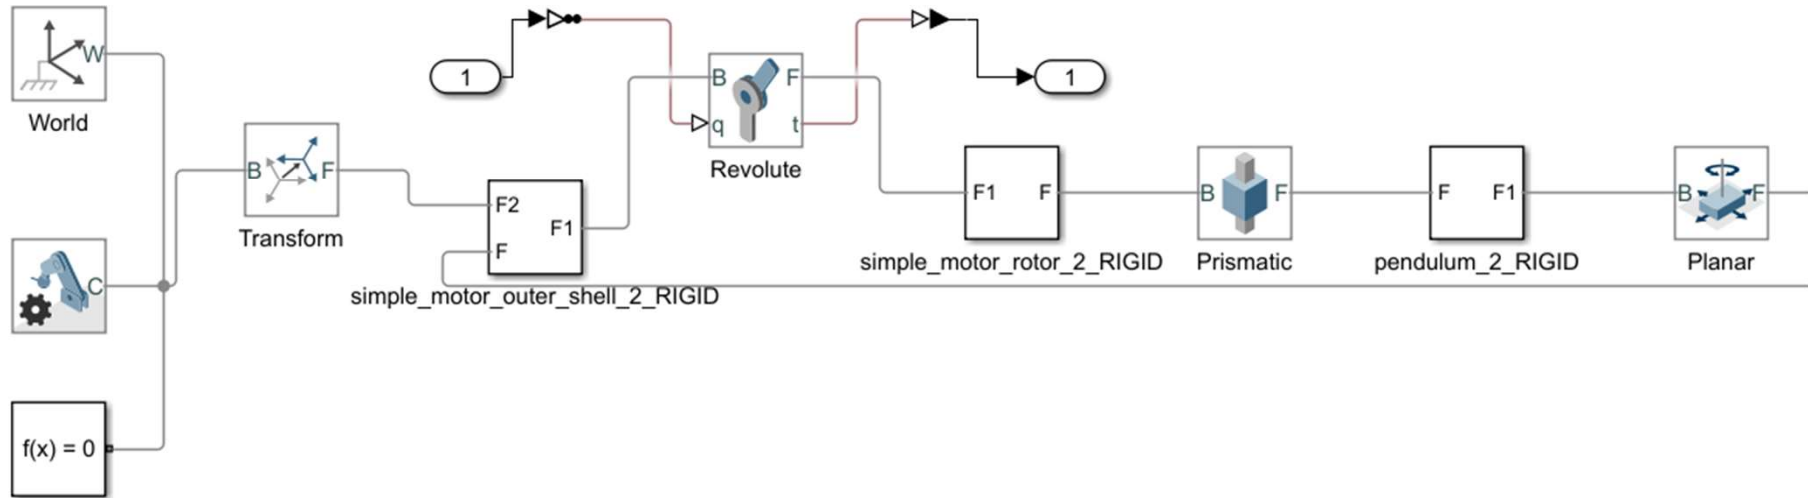 W
World
1
B
F
q
t
Revolute
1
B
F
Transform
F2
F1
F
simple_motor_outer_shell_2_RIGID
F1
F
simple_motor_rotor_2_RIGID
B
F
Prismatic
F
F1
pendulum_2_RIGID
B
F
Planar
C
f(x) = 0